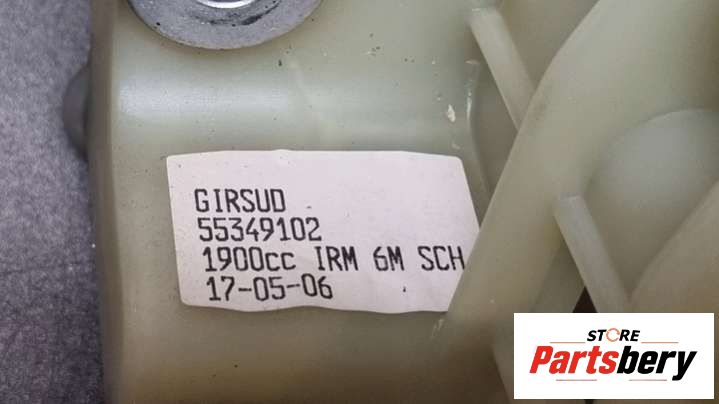 GIRSUD
55349102
1900cc IRM 6M SCH
17-05-06
STORE
Partsbery